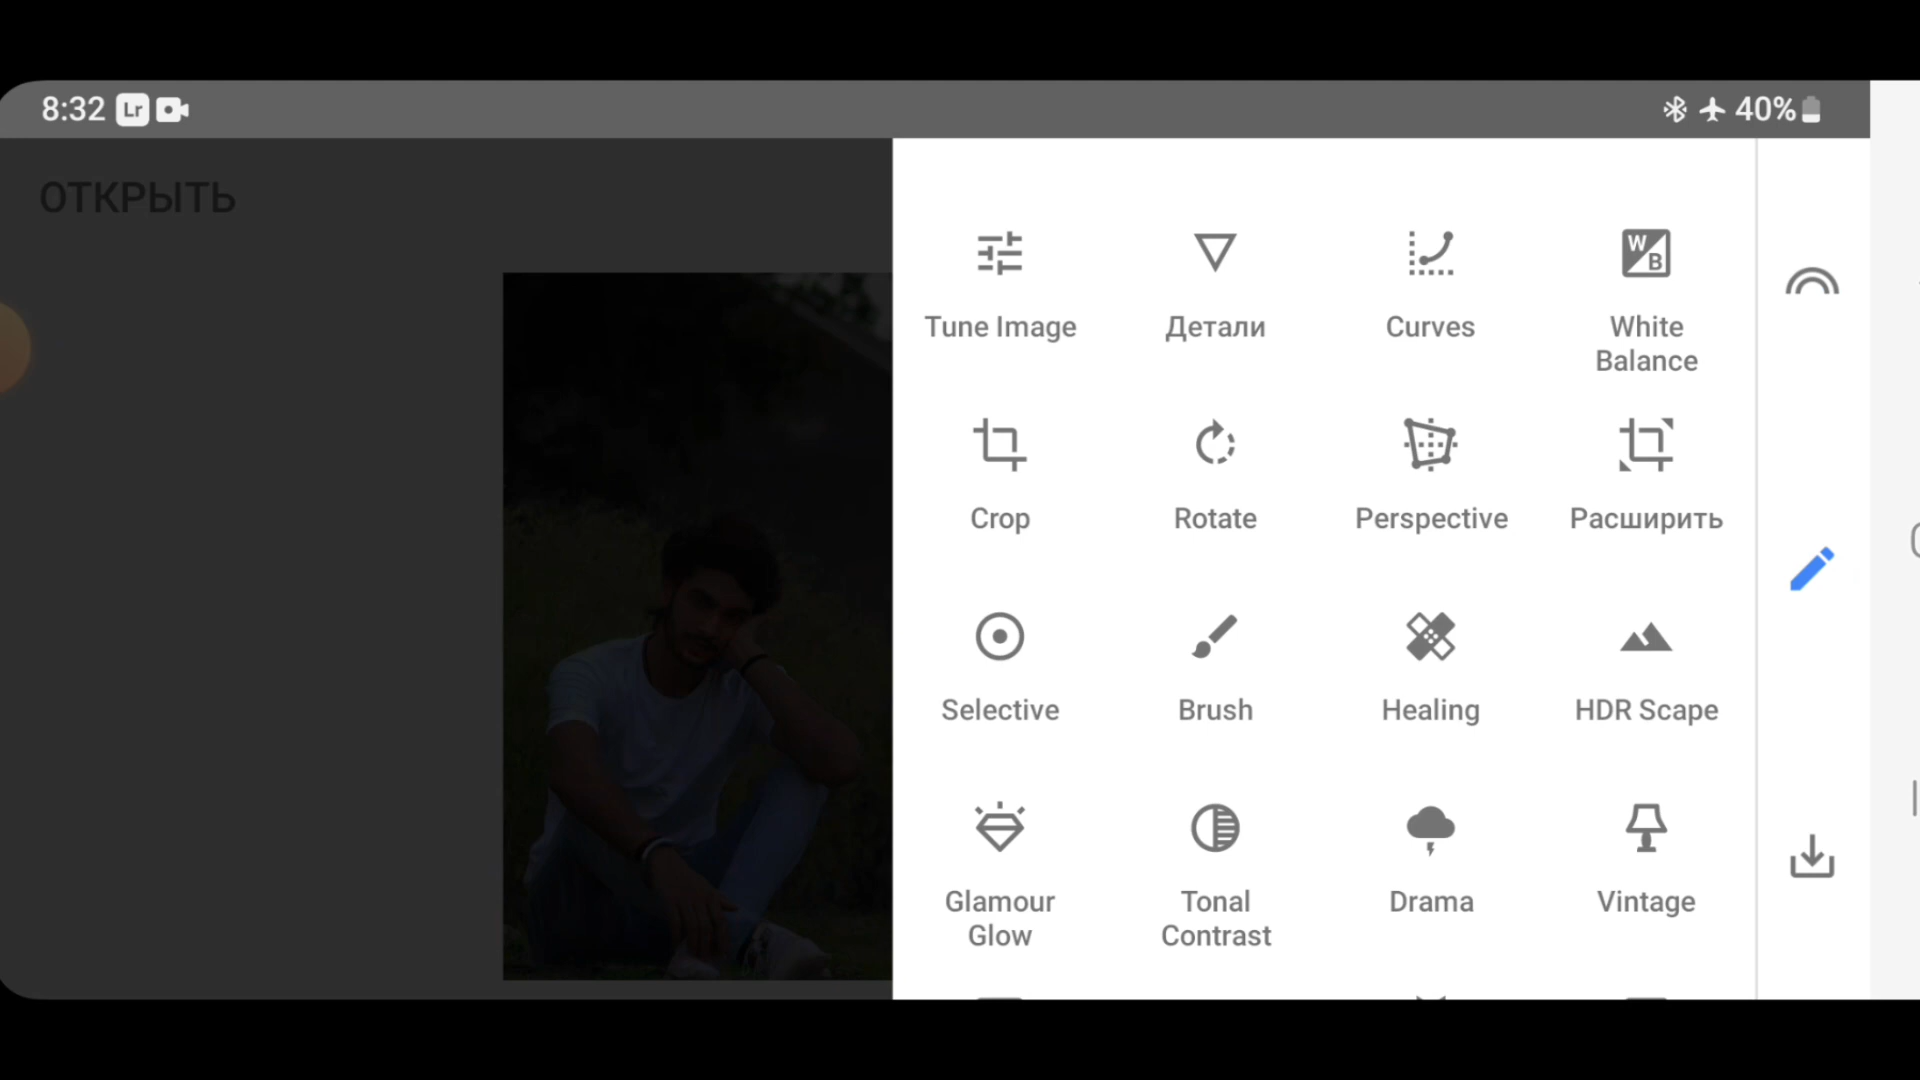 8:32 Lr 40%
ОТКРЫТЬ
Tune Image Детали Curves White
Balance
W
B
Crop Rotate Perspective Расширить
Selective Brush Healing HDR Scape
Glamour Tonal Drama Vintage
Glow Contrast